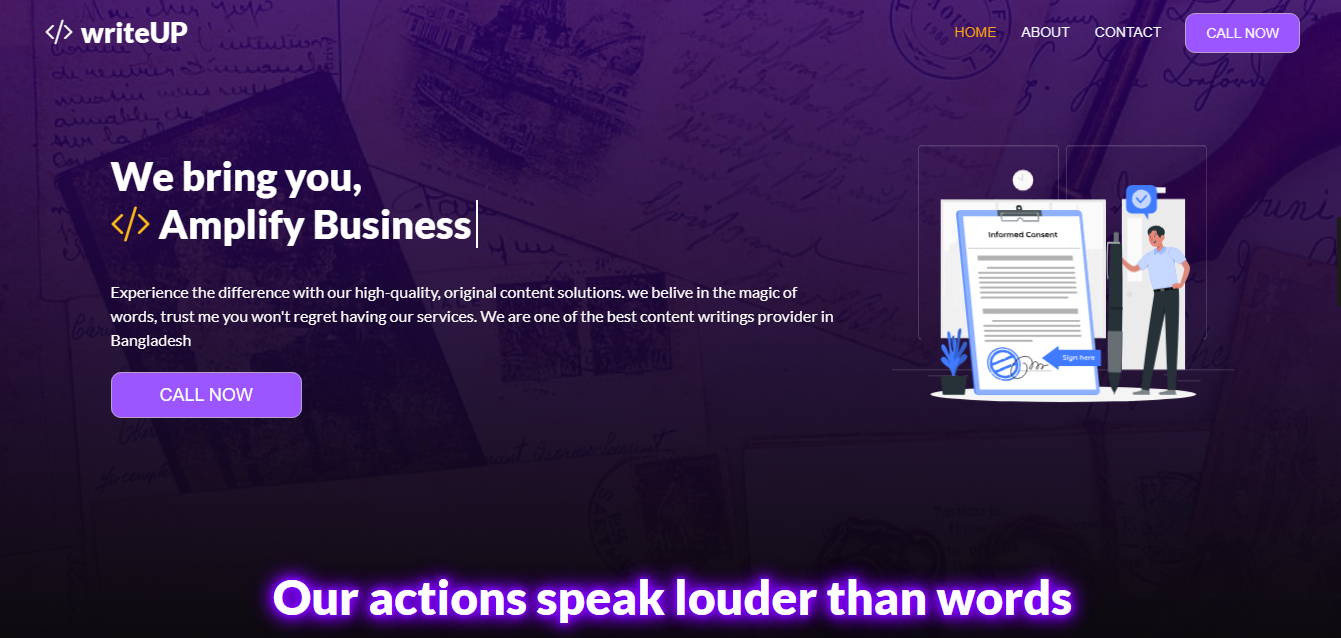 </> writeUP
HOME ABOUT CONTACT CALL NOW
We bring you,
</> Amplify Business
Experience the difference with our high-quality, original content solutions. we belive in the magic of
words, trust me you won't regret having our services. We are one of the best content writings provider in
Bangladesh
CALL NOW
Informed Consent
Sign here
Our actions speak louder than words